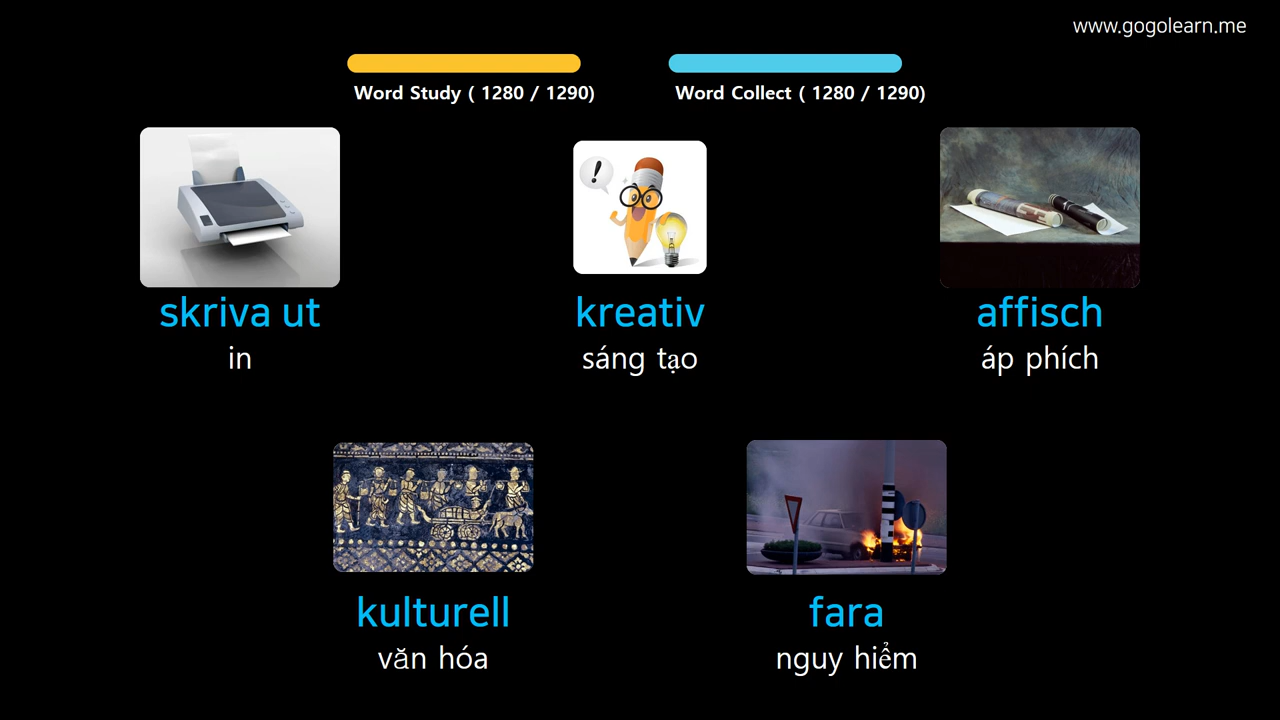 www.gogolearn.me
Word Study ( 1280 / 1290)
Word Collect ( 1280 / 1290)
skriva ut
in
kreativ
sáng tạo
affisch
áp phích
kulturell
văn hóa
fara
nguy hiểm